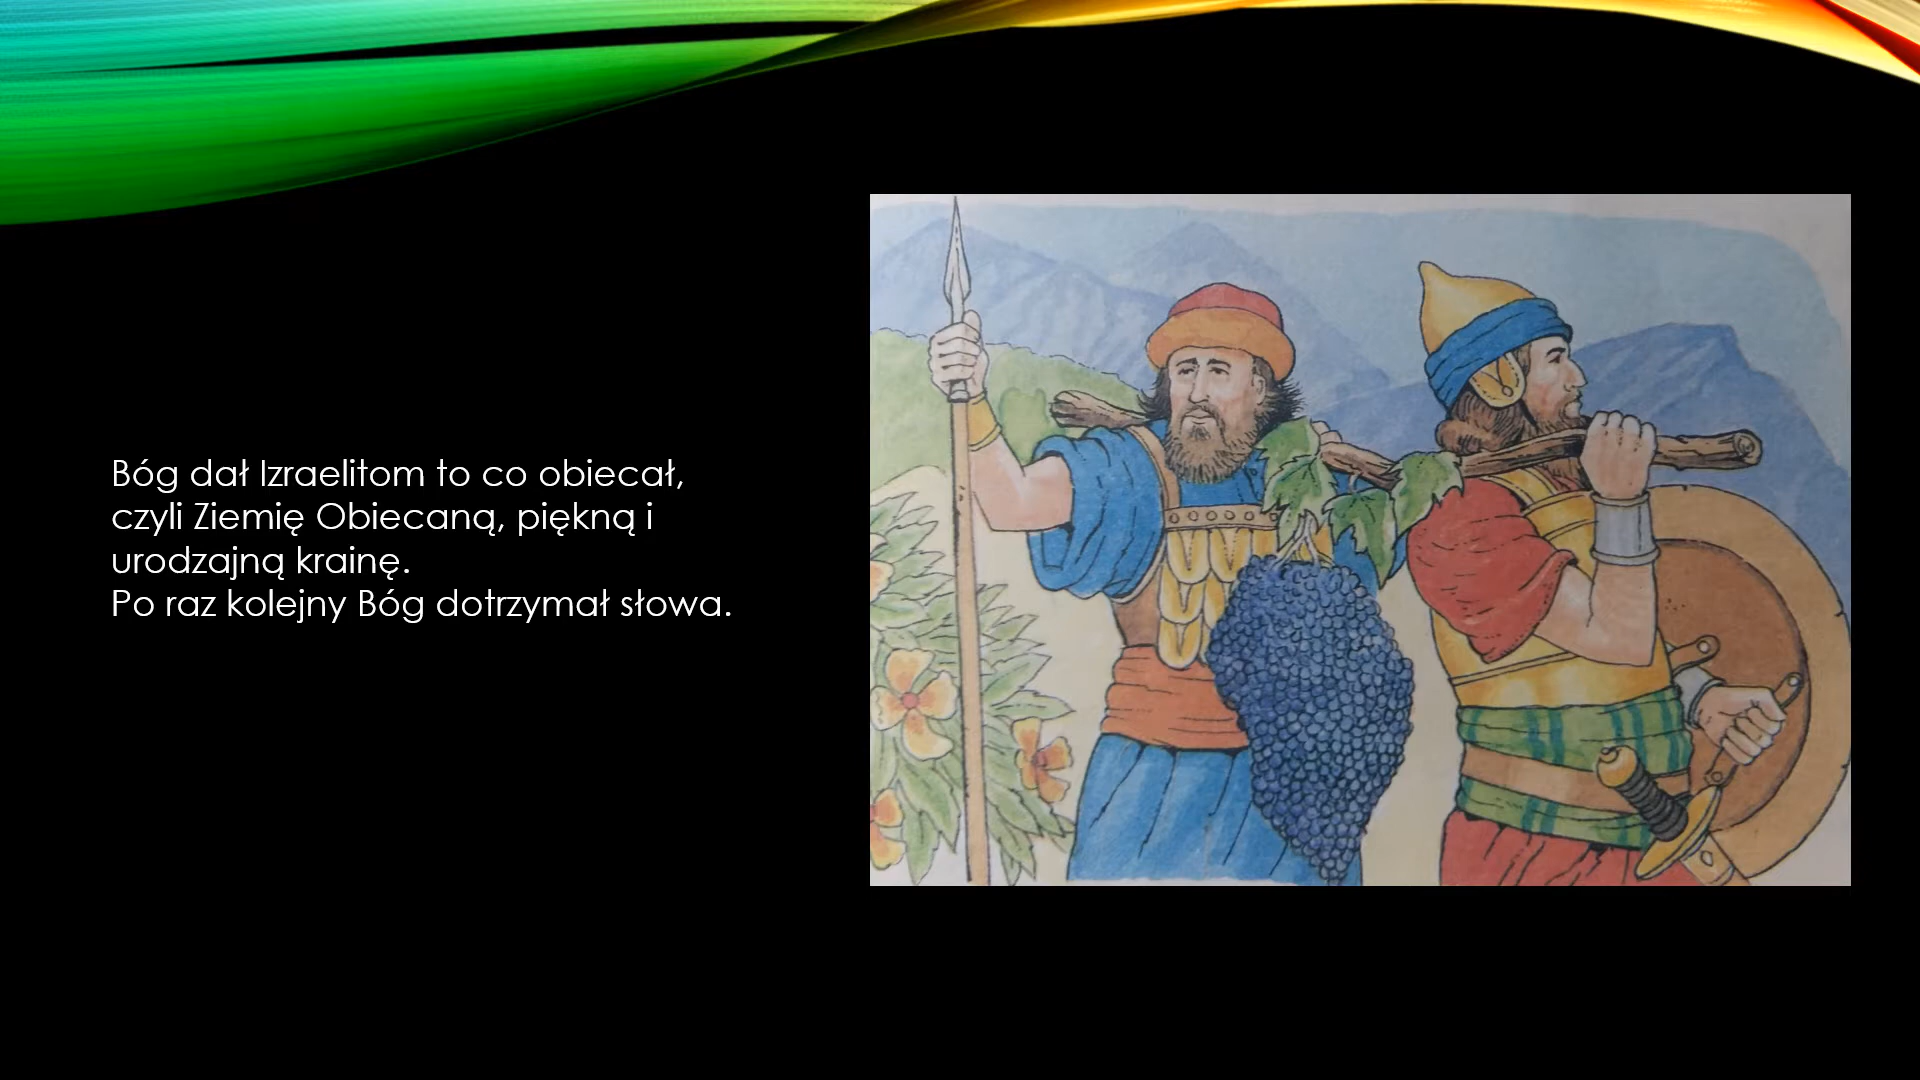 Bóg dał Izraelitom to co obiecał,
czyli Ziemię Obiecaną, piękną i
urodzajną krainę.
Po raz kolejny Bóg dotrzymał słowa.